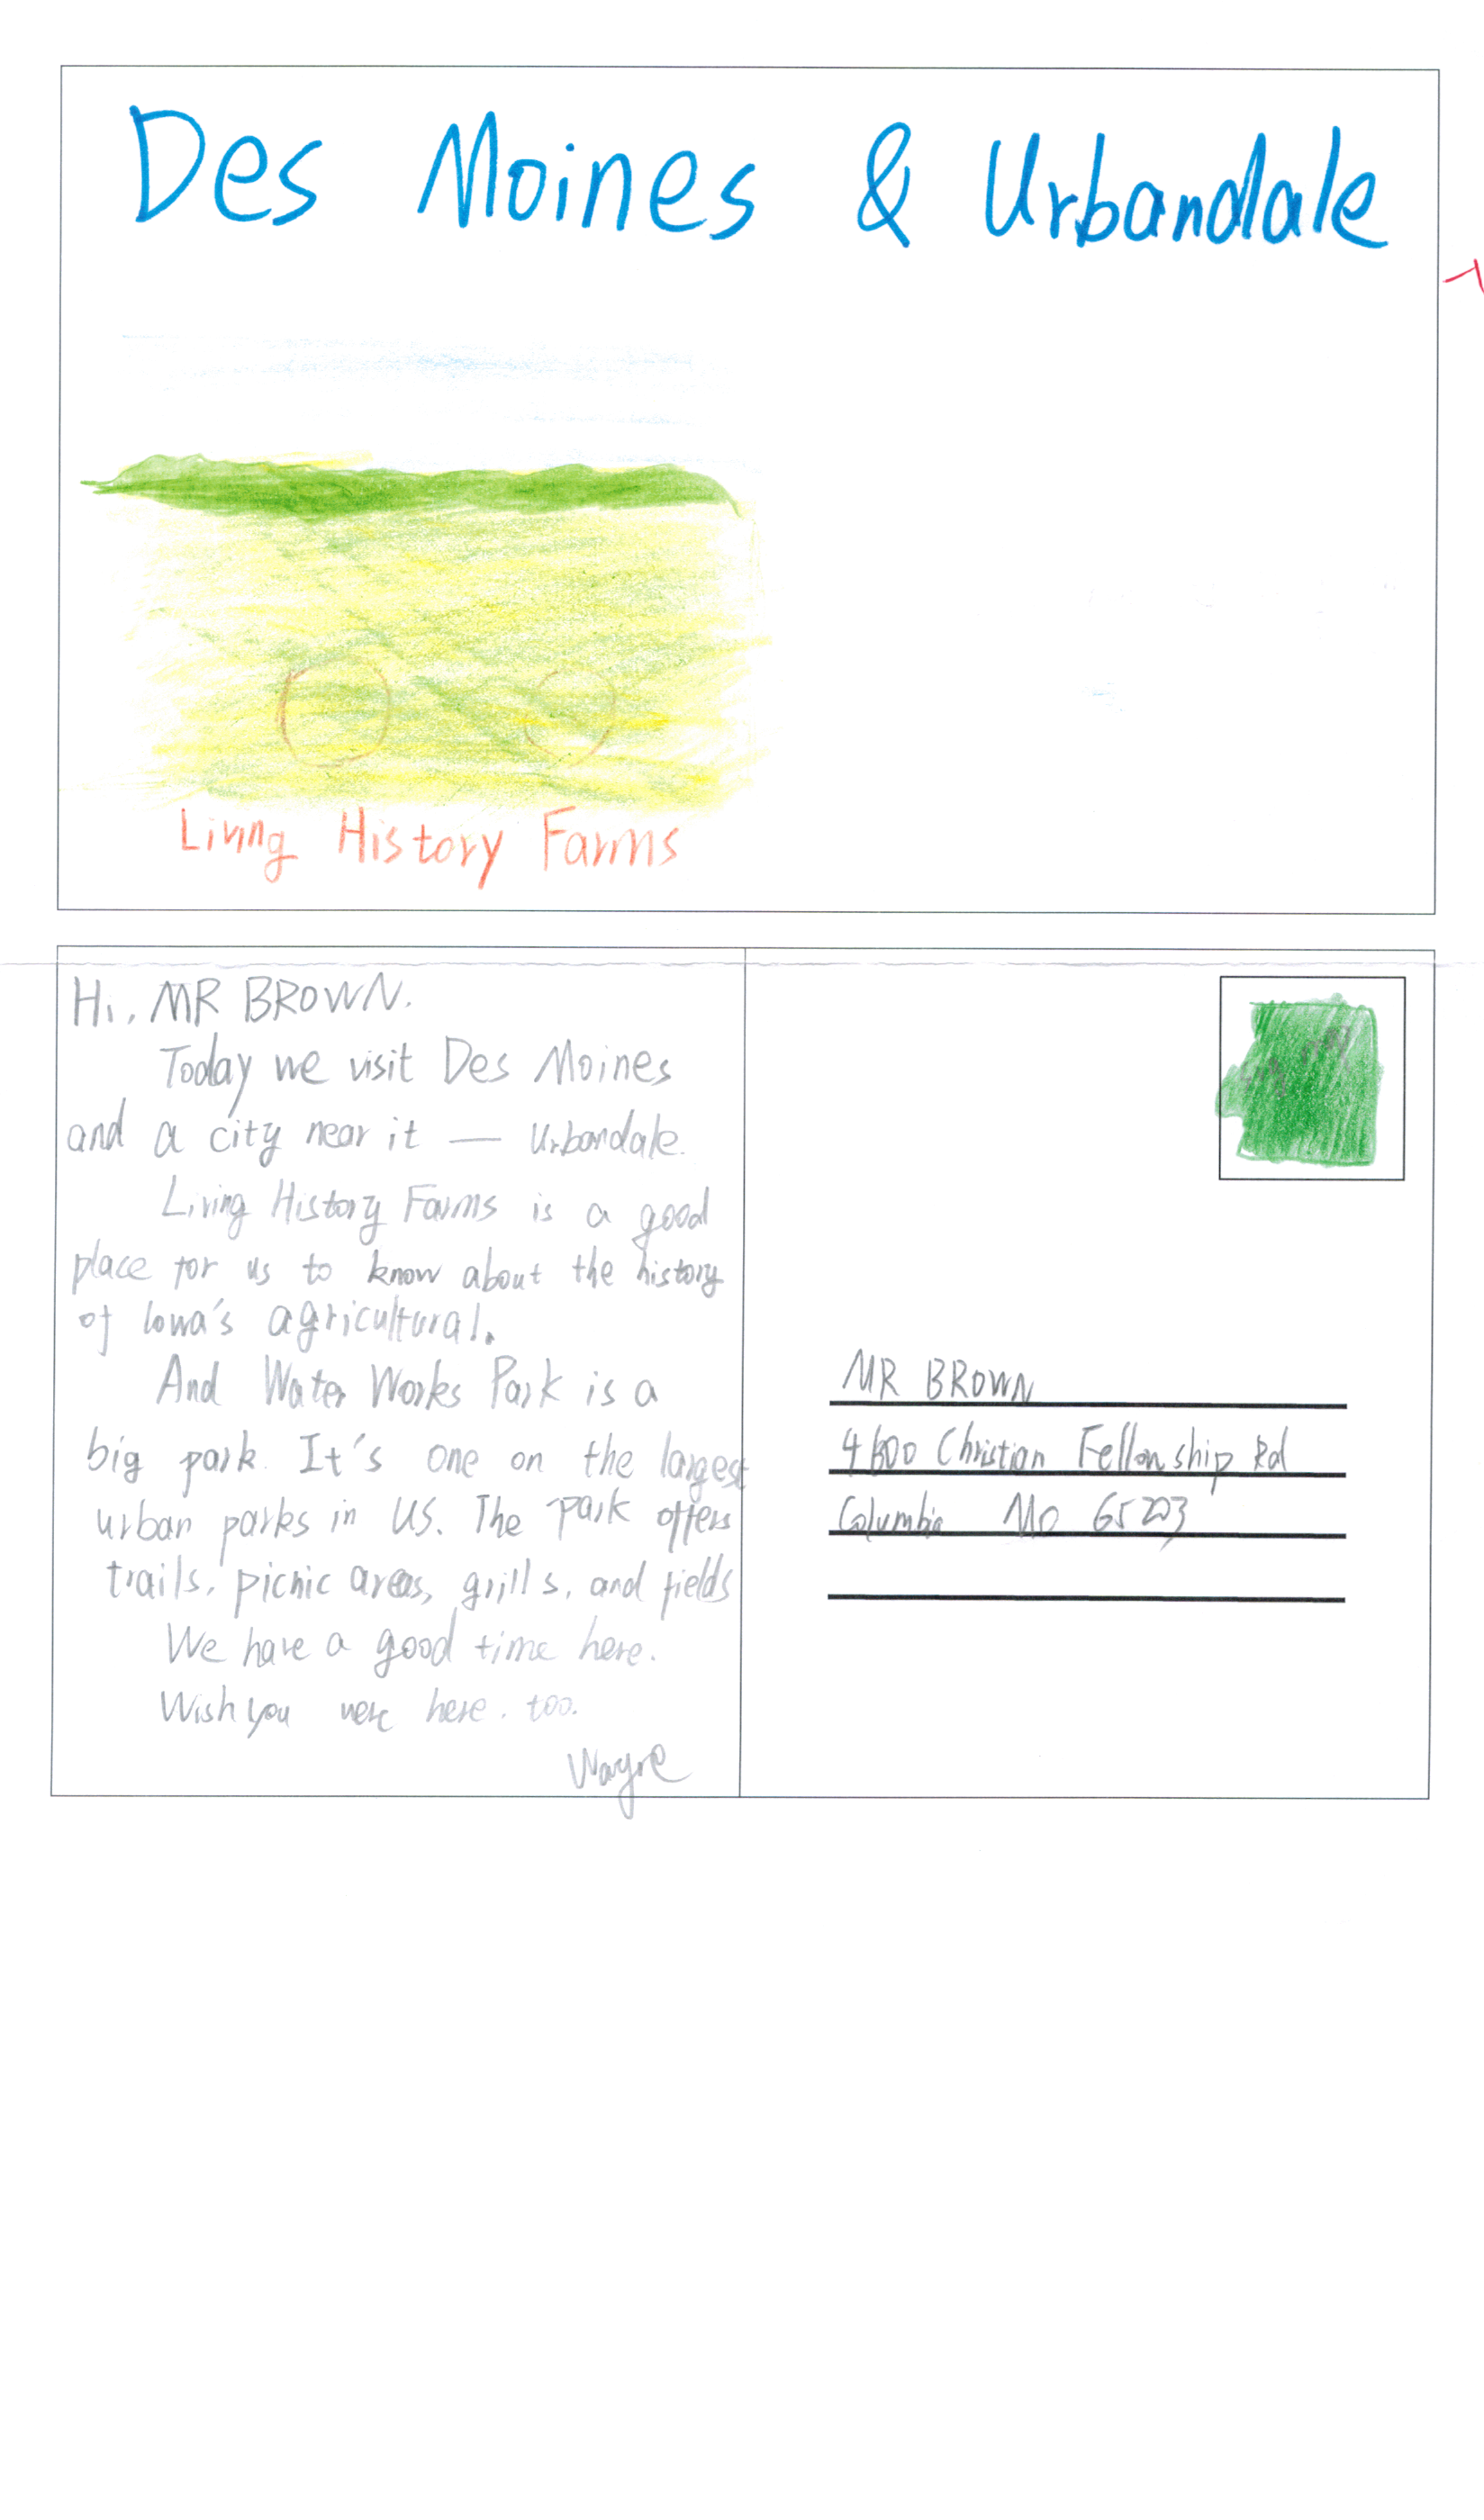 Des Moines & Urbandale
Living History Farms
Hi, MR BROWN.
Today we visit Des Moines
and a city near it — Urbandale.
Living History Farms is a good
place for us to know about the history
of Iowa's agricultural.
And Water Works Park is a
big park. It's one on the largest
urban parks in US. The park offers
trails, picnic areas, grills, and fields
We have a good time here.
Wish you were here. too.
Wayne
MR BROWN
4600 Christian Fellowship Rd
Columbia MO 65203